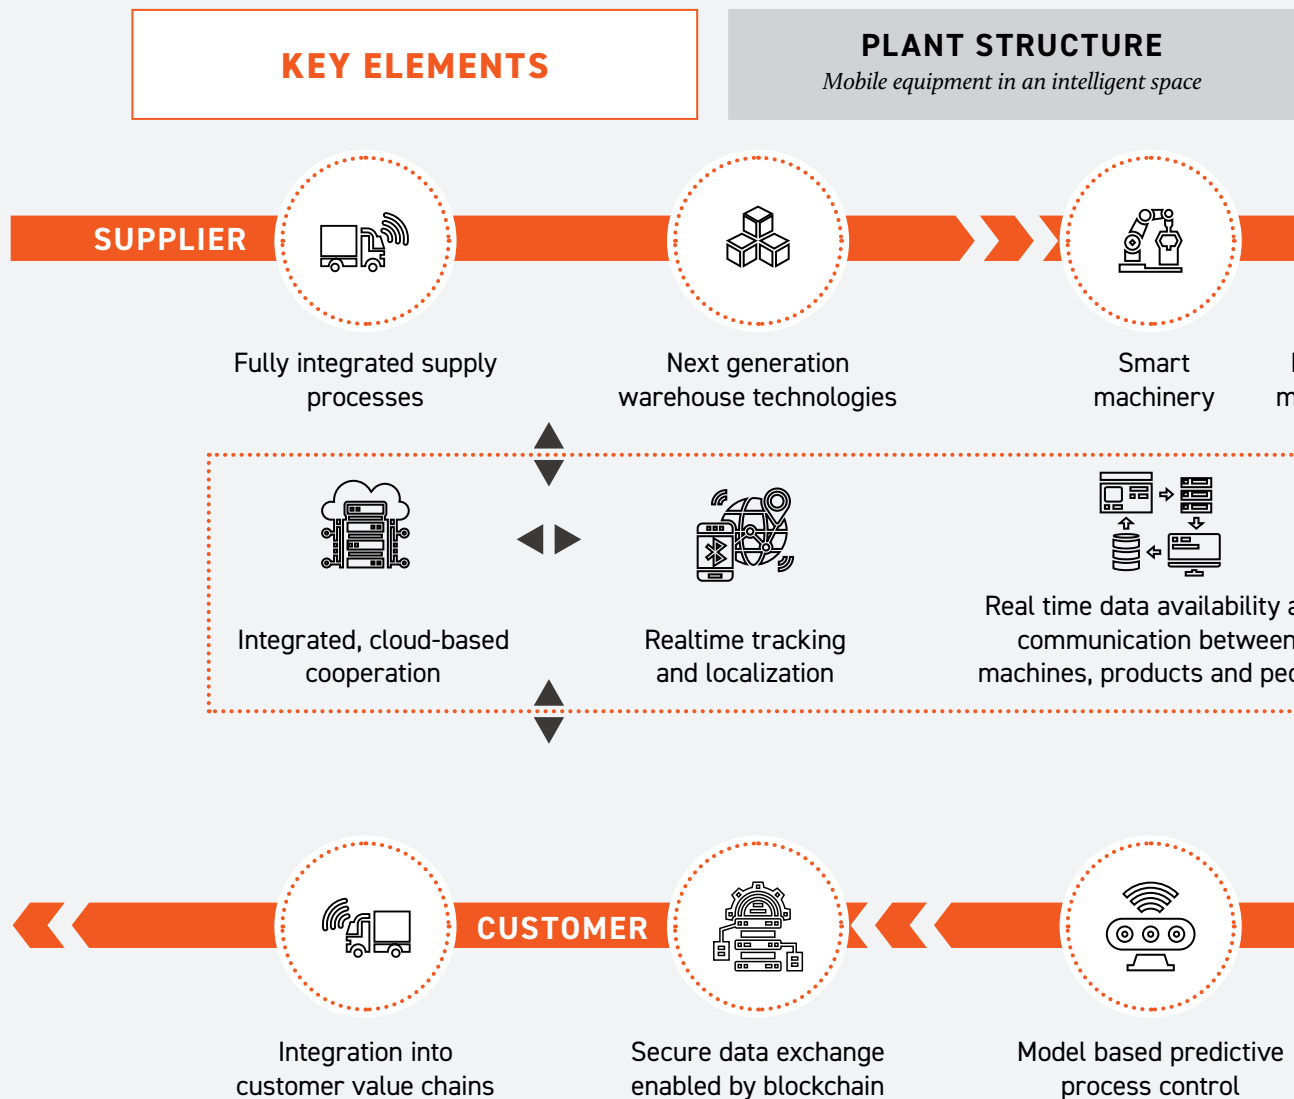 KEY ELEMENTS
PLANT STRUCTURE
Mobile equipment in an intelligent space
SUPPLIER
Fully integrated supply
processes
Next generation
warehouse technologies
Smart
machinery
Integrated, cloud-based
cooperation
Realtime tracking
and localization
Real time data availability
communication between
machines, products and
CUSTOMER
Integration into
customer value chains
Secure data exchange
enabled by blockchain
Model based predictive
process control